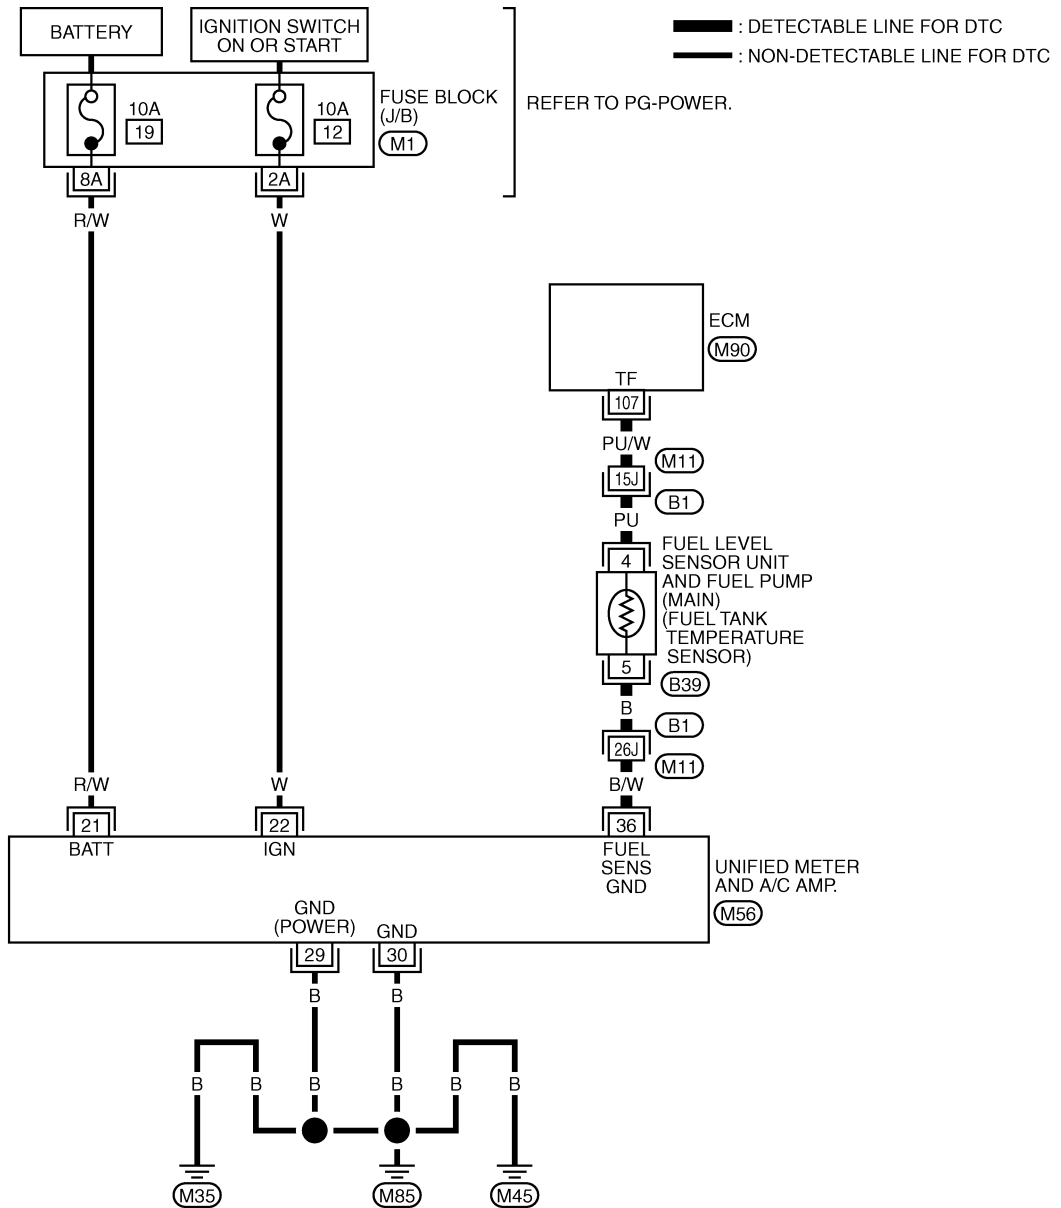 BATTERY
IGNITION SWITCH
ON OR START
: DETECTABLE LINE FOR DTC
: NON-DETECTABLE LINE FOR DTC
10A
19
10A
12
FUSE BLOCK
(J/B)
M1
REFER TO PG-POWER.
8A
2A
R/W
W
ECM
M90
TF
107
PU/W
M11
15J
B1
PU
4
FUEL LEVEL
SENSOR UNIT
AND FUEL PUMP
(MAIN)
(FUEL TANK
TEMPERATURE
SENSOR)
5
B39
B
B1
26J
M11
R/W
W
B/W
21
22
36
BATT
IGN
FUEL
SENS
GND
UNIFIED METER
AND A/C AMP.
M56
GND
(POWER)
GND
29
30
B
B
B
B
B
B
B
B
M35
M85
M45